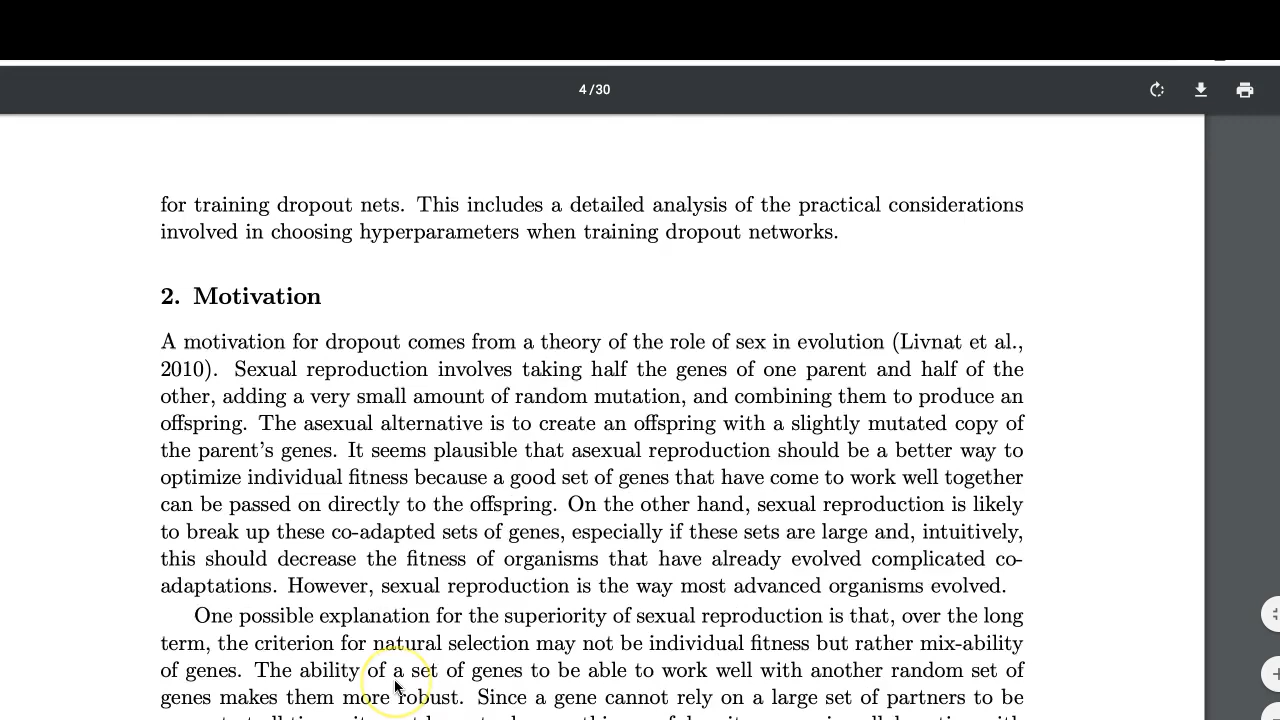 4 / 30
for training dropout nets. This includes a detailed analysis of the practical considerations
involved in choosing hyperparameters when training dropout networks.
2. Motivation
A motivation for dropout comes from a theory of the role of sex in evolution (Livnat et al.,
2010). Sexual reproduction involves taking half the genes of one parent and half of the
other, adding a very small amount of random mutation, and combining them to produce an
offspring. The asexual alternative is to create an offspring with a slightly mutated copy of
the parent's genes. It seems plausible that asexual reproduction should be a better way to
optimize individual fitness because a good set of genes that have come to work well together
can be passed on directly to the offspring. On the other hand, sexual reproduction is likely
to break up these co-adapted sets of genes, especially if these sets are large and, intuitively,
this should decrease the fitness of organisms that have already evolved complicated co-
adaptations. However, sexual reproduction is the way most advanced organisms evolved.
One possible explanation for the superiority of sexual reproduction is that, over the long
term, the criterion for natural selection may not be individual fitness but rather mix-ability
of genes. The ability of a set of genes to be able to work well with another random set of
genes makes them more robust. Since a gene cannot rely on a large set of partners to be